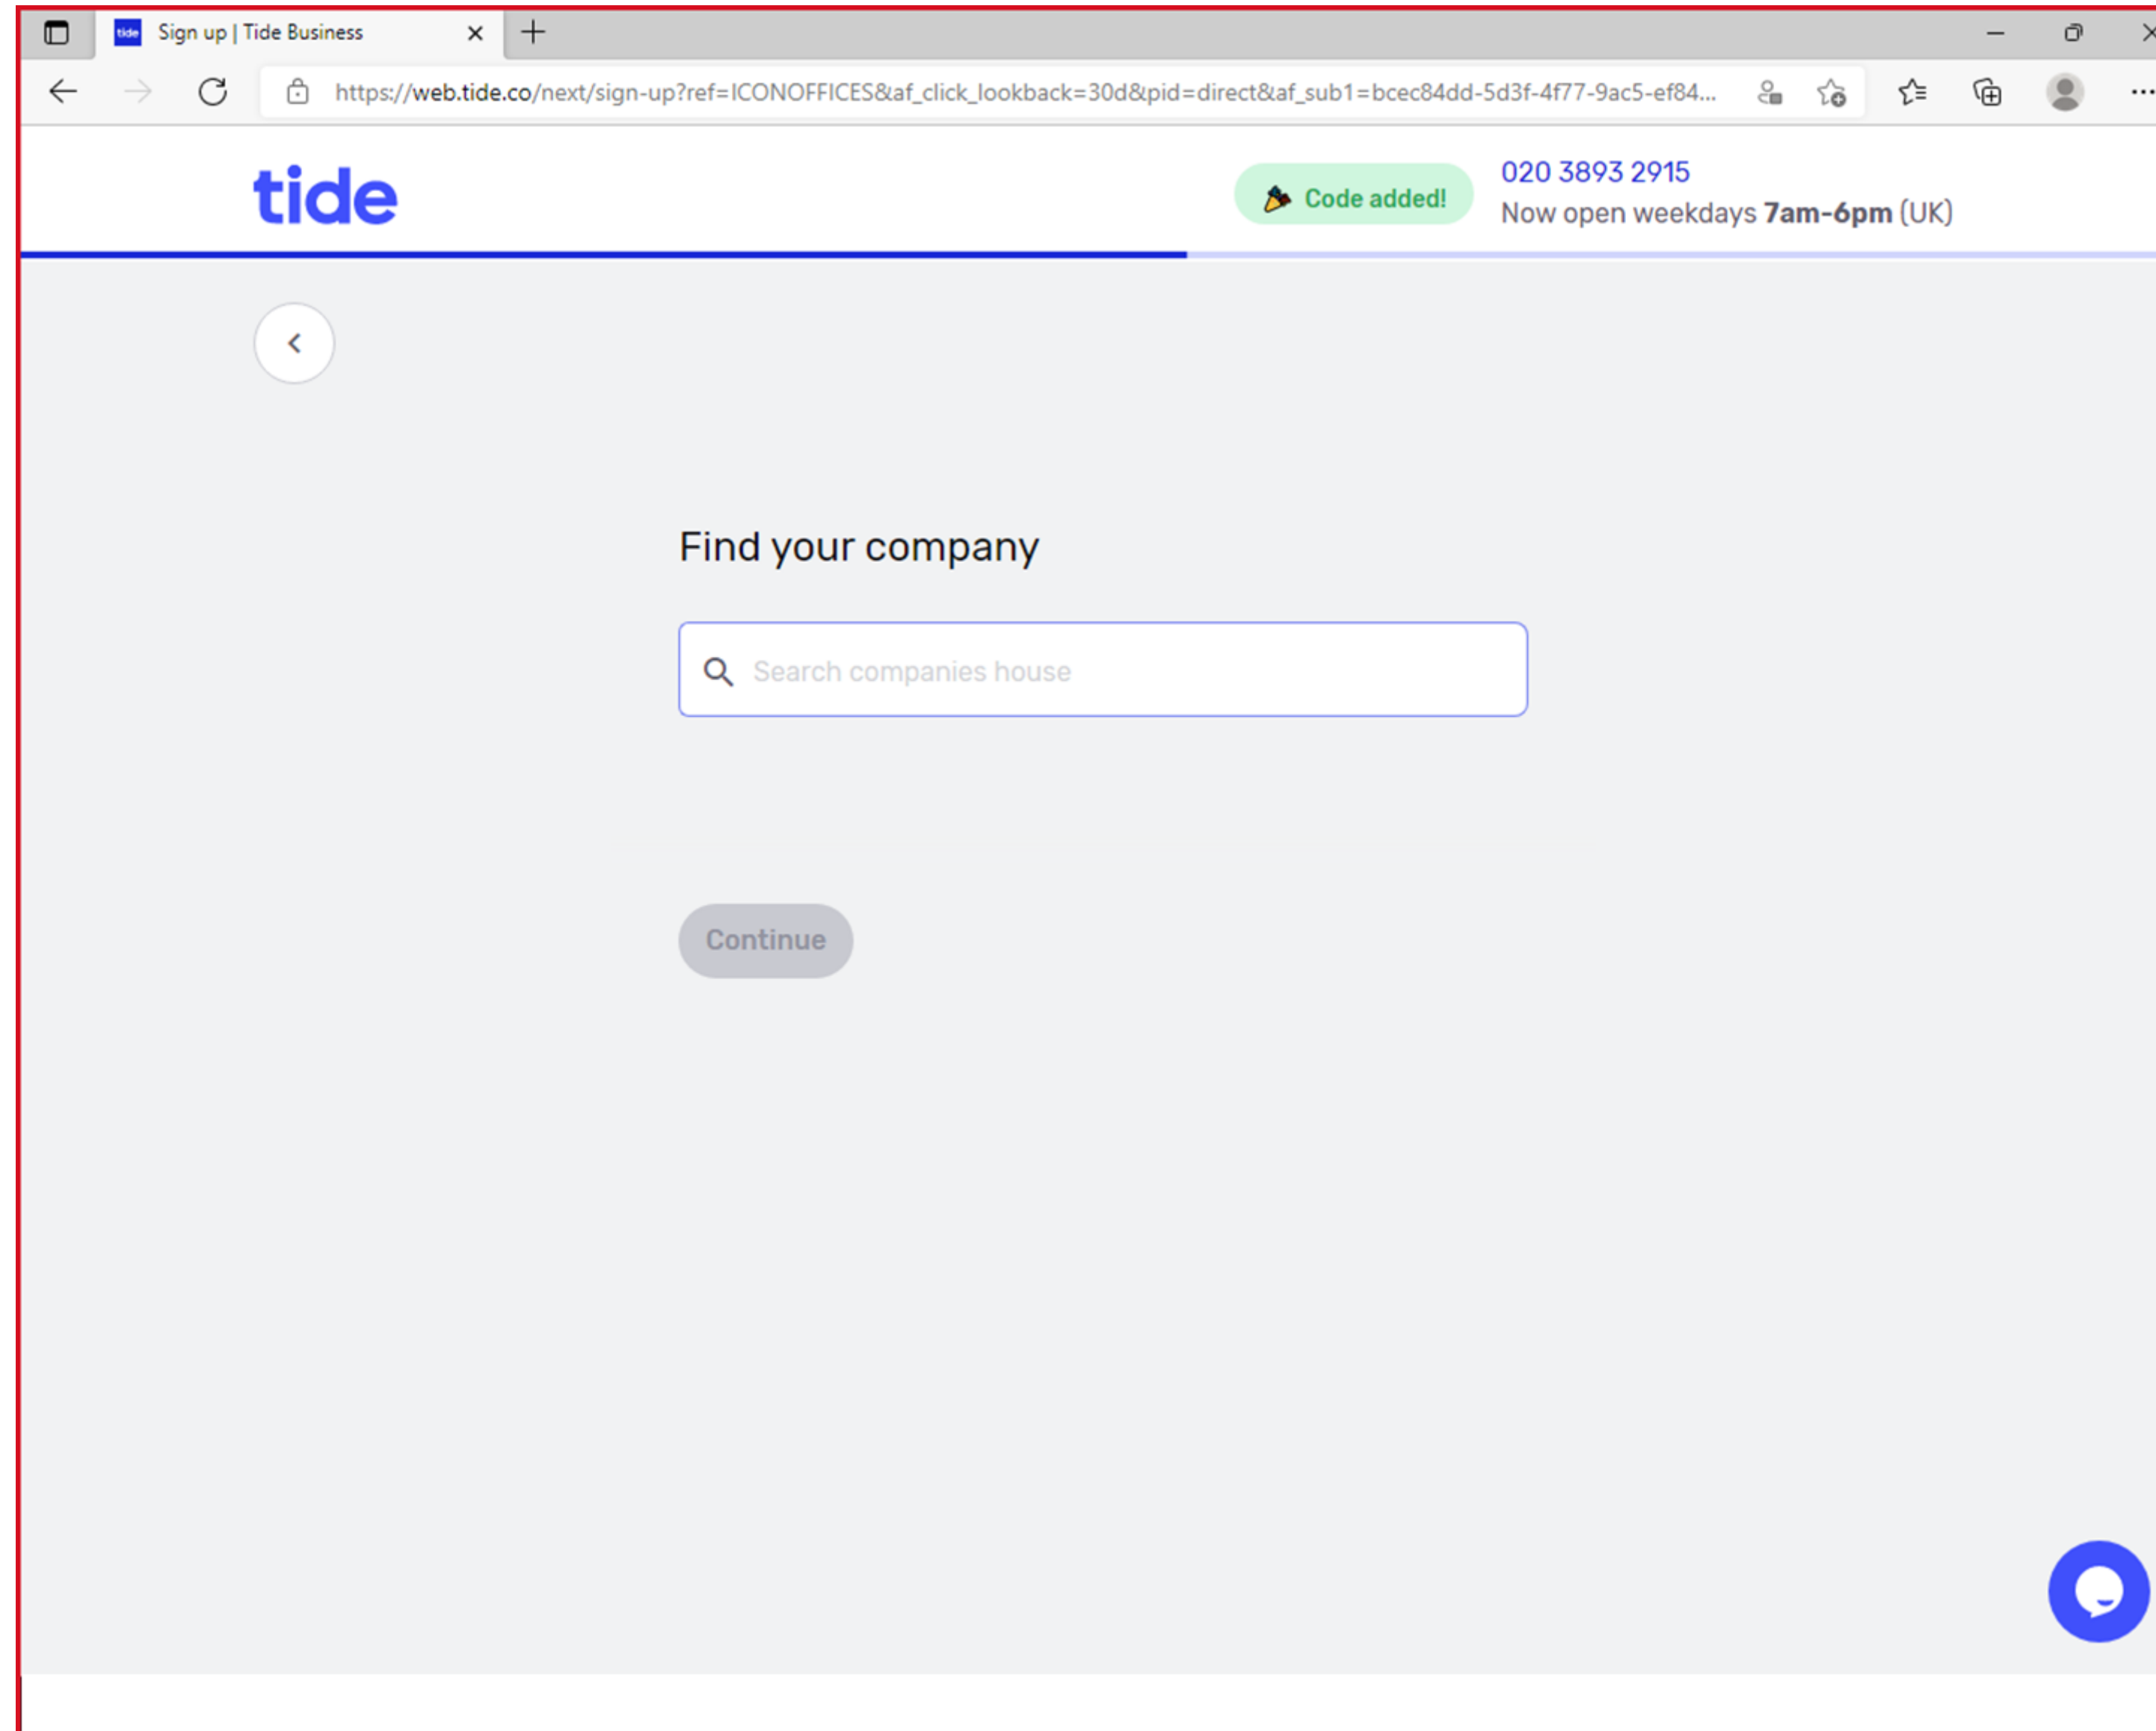 tide Sign up | Tide Business
https://web.tide.co/next/sign-up?ref=ICONOFFICES&af_click_lookback=30d&pid=direct&af_sub1=bcec84dd-5d3f-4f77-9ac5-ef84...
tide
Code added!
020 3893 2915
Now open weekdays 7am-6pm (UK)
Find your company
Search companies house
Continue